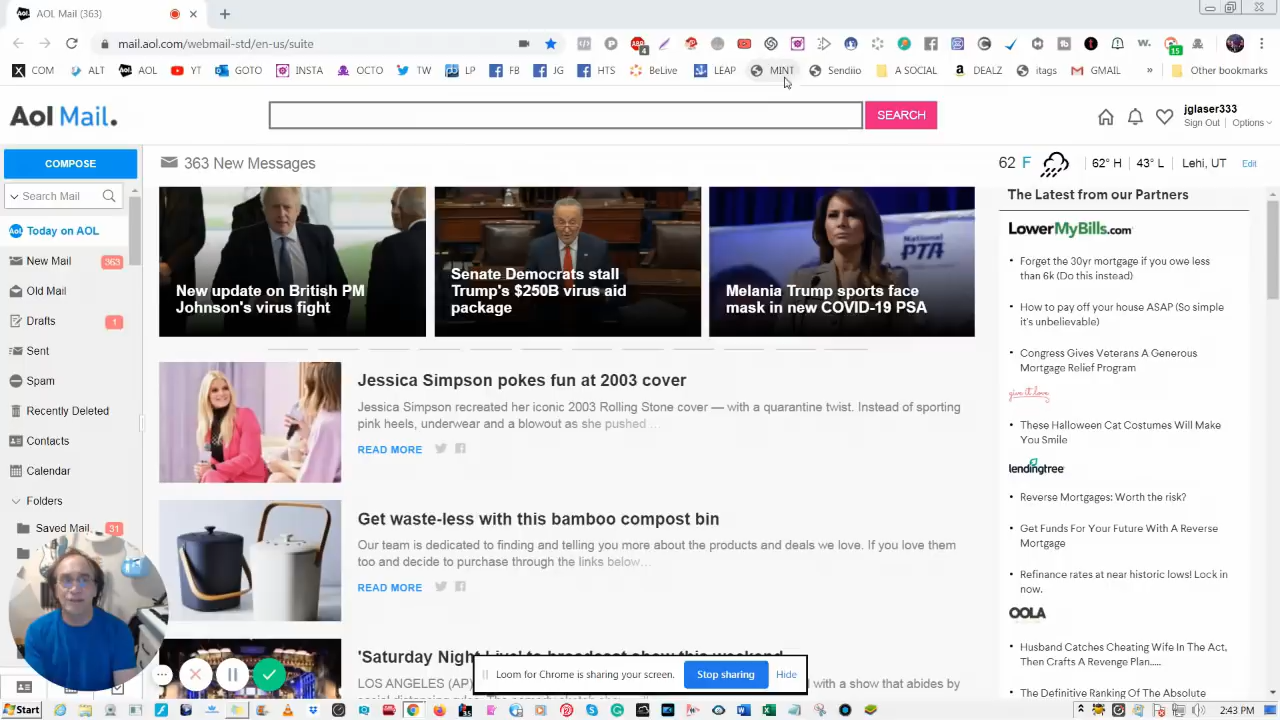 AOL Mail (363)
mail.aol.com/webmail-std/en-us/suite
4
W.
15
COM ALT AOL YT GOTO INSTA OCTO TW LP FB JG HTS BeLive LEAP MINT Sendiio A SOCIAL DEALZ itags GMAIL » Other bookmarks
Aol Mail.
SEARCH
jglaser333
Sign Out | Options
COMPOSE
363 New Messages
62 F
62° H | 43° L | Lehi, UT | Edit
Search Mail
Today on AOL
New Mail 363
Old Mail
Drafts 1
Sent
Spam
Recently Deleted
Contacts
Calendar
Folders
Saved Mail 31
National
PTA
New update on British PM
Johnson's virus fight
Senate Democrats stall
Trump's $250B virus aid
package
Melania Trump sports face
mask in new COVID-19 PSA
Jessica Simpson pokes fun at 2003 cover
Jessica Simpson recreated her iconic 2003 Rolling Stone cover — with a quarantine twist. Instead of sporting
pink heels, underwear and a blowout as she pushed ...
READ MORE
Get waste-less with this bamboo compost bin
Our team is dedicated to finding and telling you more about the products and deals we love. If you love them
too and decide to purchase through the links below...
READ MORE
'Saturday Night Live' to broadcast show this weekend
LOS ANGELES (AP)
with a show that abides by
The Latest from our Partners
LowerMyBills.com
• Forget the 30yr mortgage if you owe less
than 6k (Do this instead)
• How to pay off your house ASAP (So simple
it's unbelievable)
• Congress Gives Veterans A Generous
Mortgage Relief Program
give it love
• These Halloween Cat Costumes Will Make
You Smile
lendingtree
• Reverse Mortgages: Worth the risk?
• Get Funds For Your Future With A Reverse
Mortgage
• Refinance rates at near historic lows! Lock in
now.
OOLA
• Husband Catches Cheating Wife In The Act,
Then Crafts A Revenge Plan.....
• The Definitive Ranking Of The Absolute
Loom for Chrome is sharing your screen.
Stop sharing
Hide
Start
2:43 PM